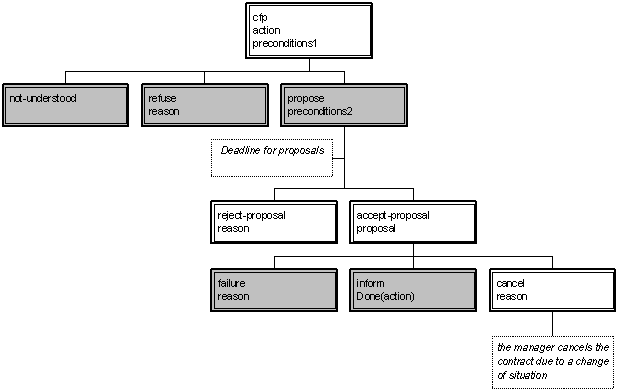 cfp
action
preconditions1
not-understood
refuse
reason
propose
preconditions2
Deadline for proposals
reject-proposal
reason
accept-proposal
proposal
failure
reason
inform
Done(action)
cancel
reason
the manager cancels the
contract due to a change
of situation